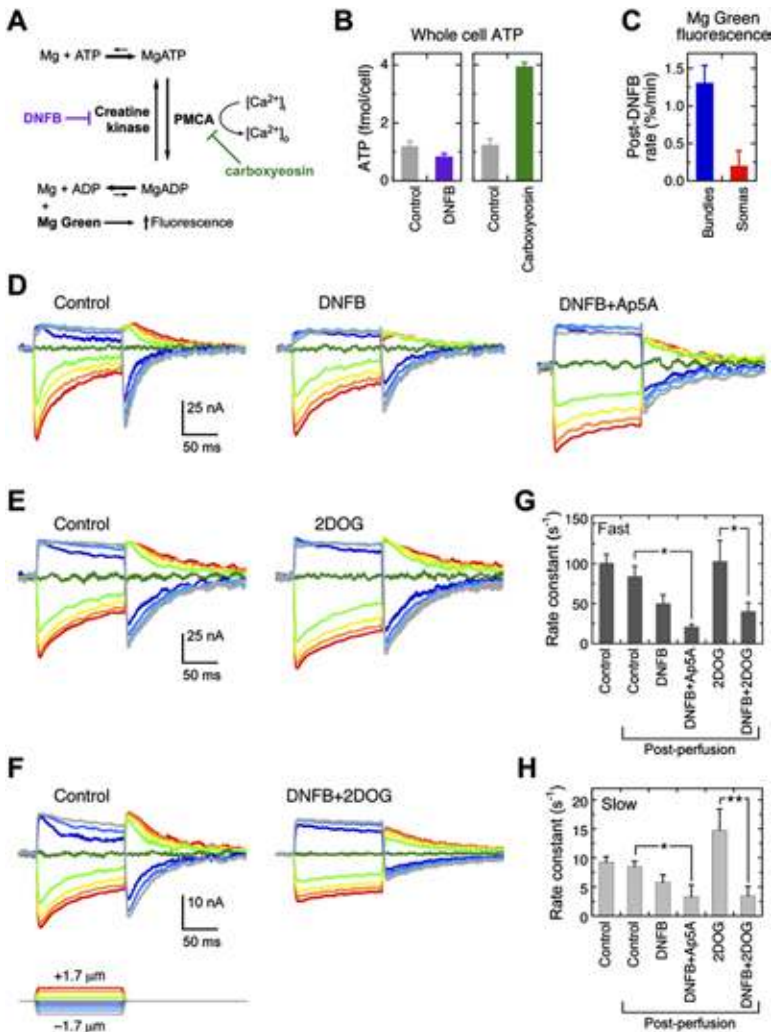 A
Mg + ATP
MgATP
DNFB
Creatine
kinase
PMCA
[Ca2+]i
[Ca2+]o
carboxyeosin
Mg + ADP
MgADP
+
Mg Green
↑Fluorescence
B
Whole cell ATP
ATP (fmol/cell)
4
2
0
Control
DNFB
Control
Carboxyeosin
C
Mg Green
fluorescence
Post-DNFB
rate (%/min)
1.5
1.0
0.5
0.0
Bundles
Somas
D
Control
DNFB
DNFB+Ap5A
25 nA
50 ms
E
Control
2DOG
25 nA
50 ms
F
Control
DNFB+2DOG
10 nA
50 ms
+1.7 µm
−1.7 µm
G
Fast
Rate constant (s-1)
150
100
50
0
*
*
Control
Control
DNFB
DNFB+Ap5A
2DOG
DNFB+2DOG
Post-perfusion
H
Slow
Rate constant (s-1)
20
15
10
5
0
*
**
Control
Control
DNFB
DNFB+Ap5A
2DOG
DNFB+2DOG
Post-perfusion